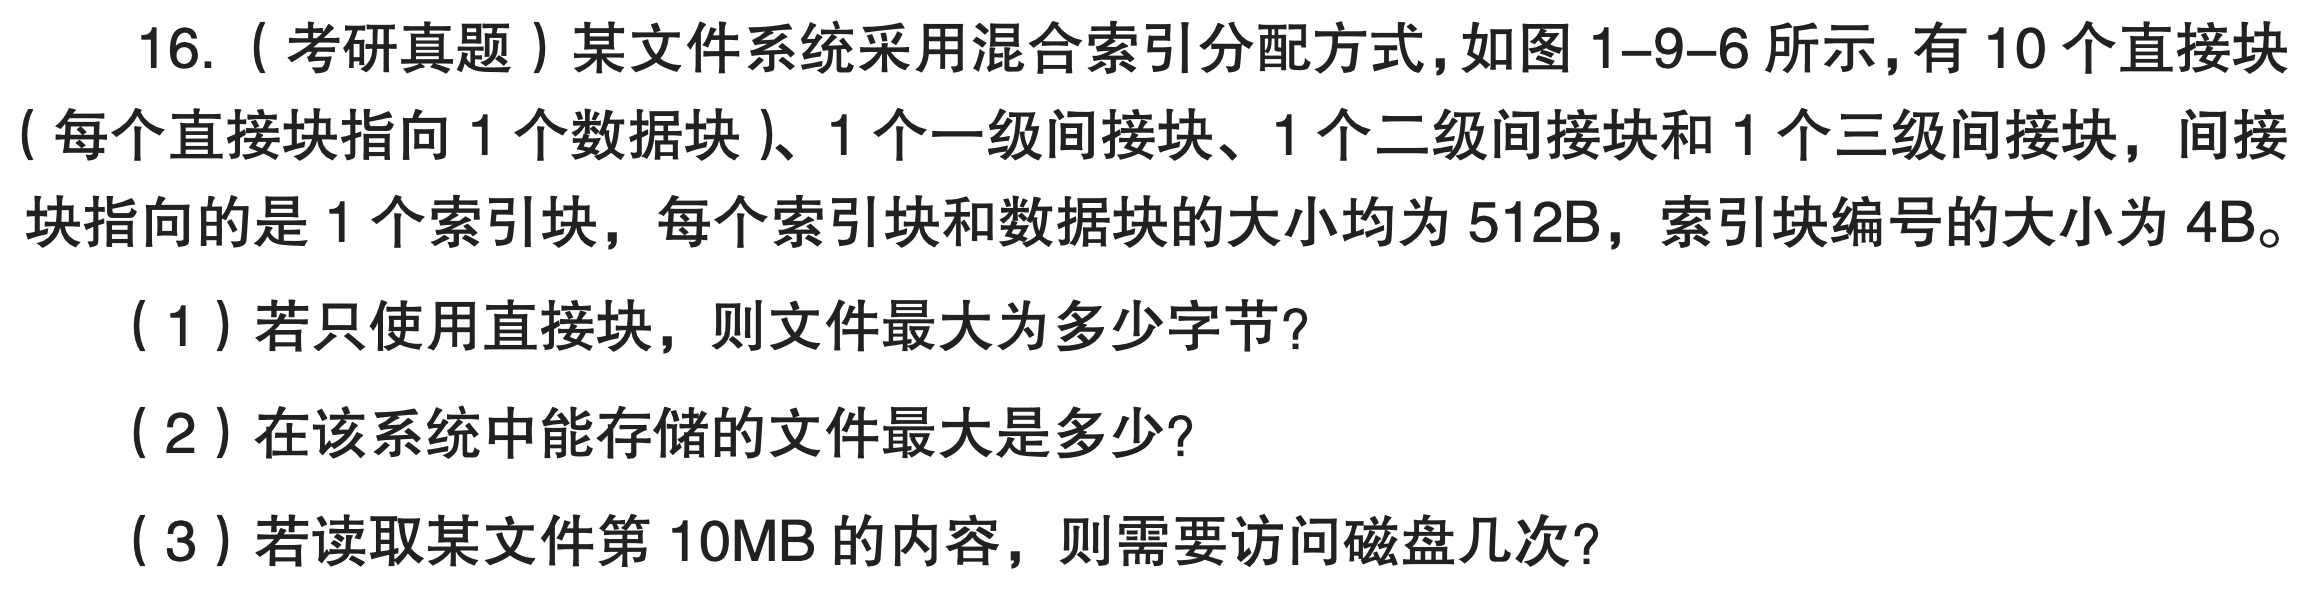 16.（考研真题）某文件系统采用混合索引分配方式,如图 1-9-6 所示,有 10 个直接块
（每个直接块指向 1 个数据块）、1 个一级间接块、1 个二级间接块和 1 个三级间接块，间接
块指向的是 1 个索引块，每个索引块和数据块的大小均为 512B，索引块编号的大小为 4B。
（1）若只使用直接块，则文件最大为多少字节?
（2）在该系统中能存储的文件最大是多少?
（3）若读取某文件第 10MB 的内容，则需要访问磁盘几次?